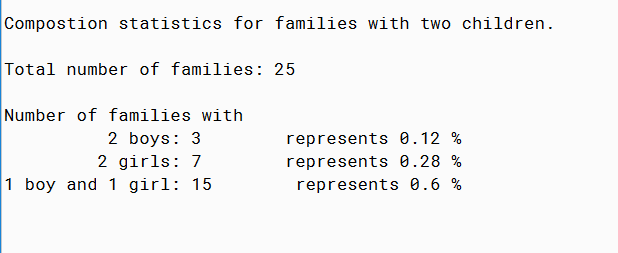 Compostion statistics for families with two children.
Total number of families: 25
Number of families with
2 boys: 3 represents 0.12 %
2 girls: 7 represents 0.28 %
1 boy and 1 girl: 15 represents 0.6 %